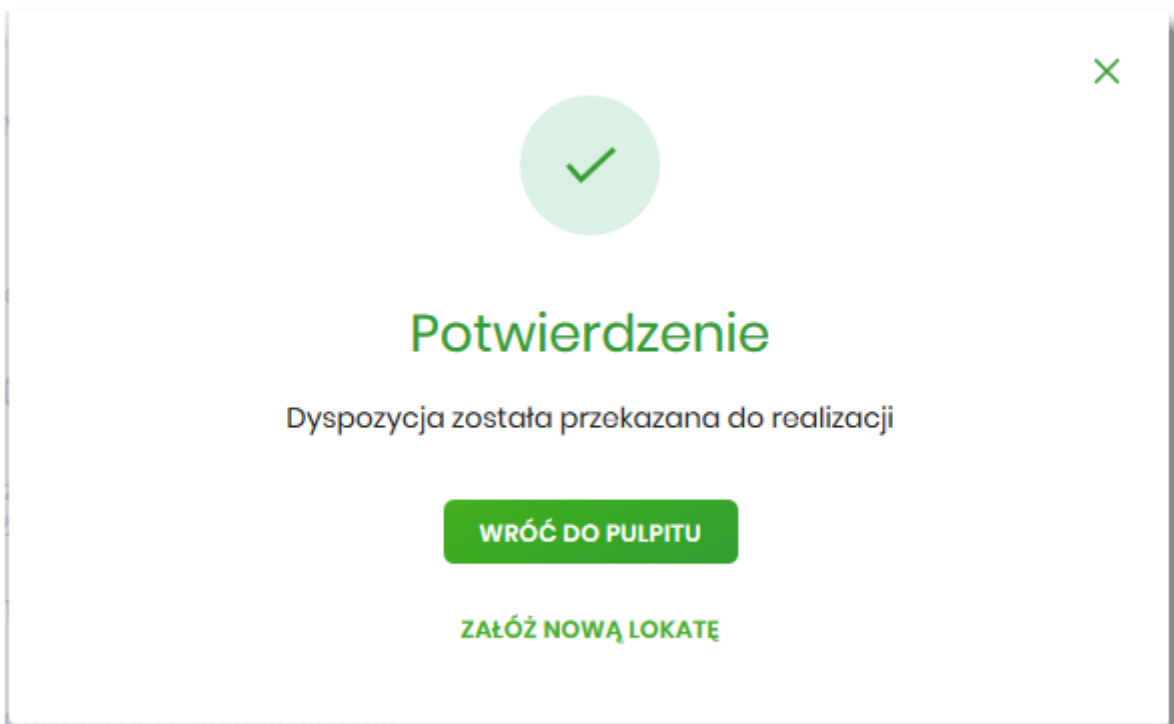 Potwierdzenie
Dyspozycja została przekazana do realizacji
WRÓĆ DO PULPITU
ZAŁÓŻ NOWĄ LOKATĘ